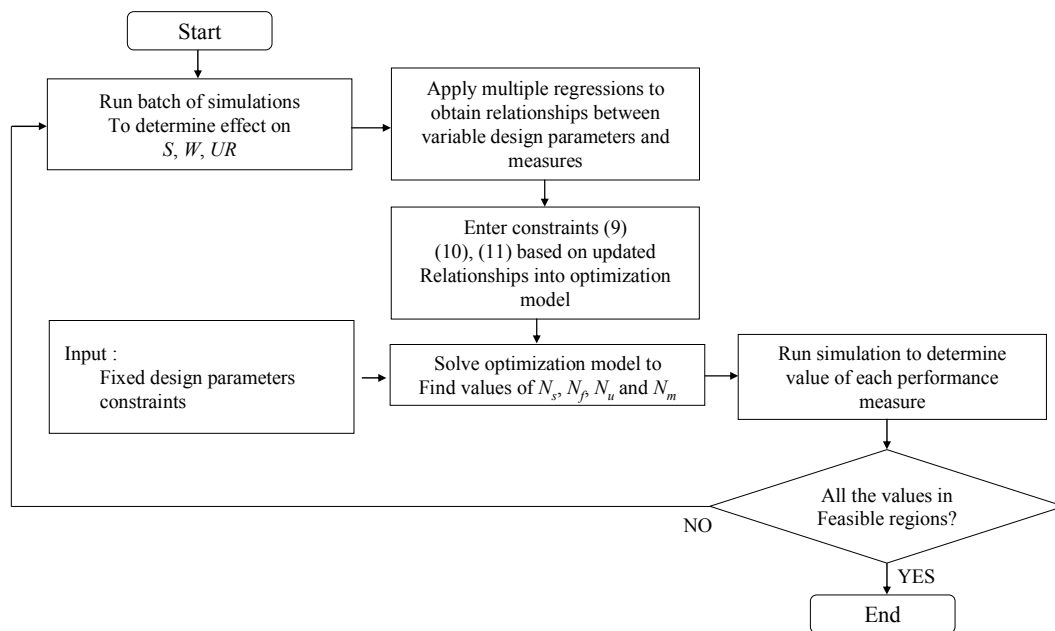 Start
Run batch of simulations
To determine effect on
S, W, UR
Apply multiple regressions to
obtain relationships between
variable design parameters and
measures
Enter constraints (9)
(10), (11) based on updated
Relationships into optimization
model
Input :
Fixed design parameters
constraints
Solve optimization model to
Find values of Ns, Nf, Nu and Nm
Run simulation to determine
value of each performance
measure
All the values in
Feasible regions?
NO
YES
End